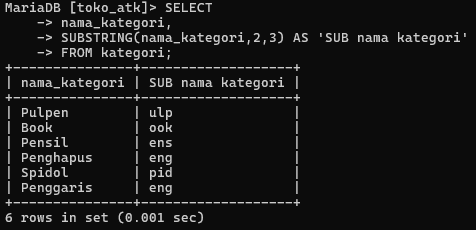 MariaDB [toko_atk]> SELECT
    -> nama_kategori,
    -> SUBSTRING(nama_kategori,2,3) AS 'SUB nama kategori'
    -> FROM kategori;
+---------------+-------------------+
| nama_kategori | SUB nama kategori |
+---------------+-------------------+
| Pulpen        | ulp               |
| Book          | ook               |
| Pensil        | ens               |
| Penghapus     | eng               |
| Spidol        | pid               |
| Penggaris     | eng               |
+---------------+-------------------+
6 rows in set (0.001 sec)